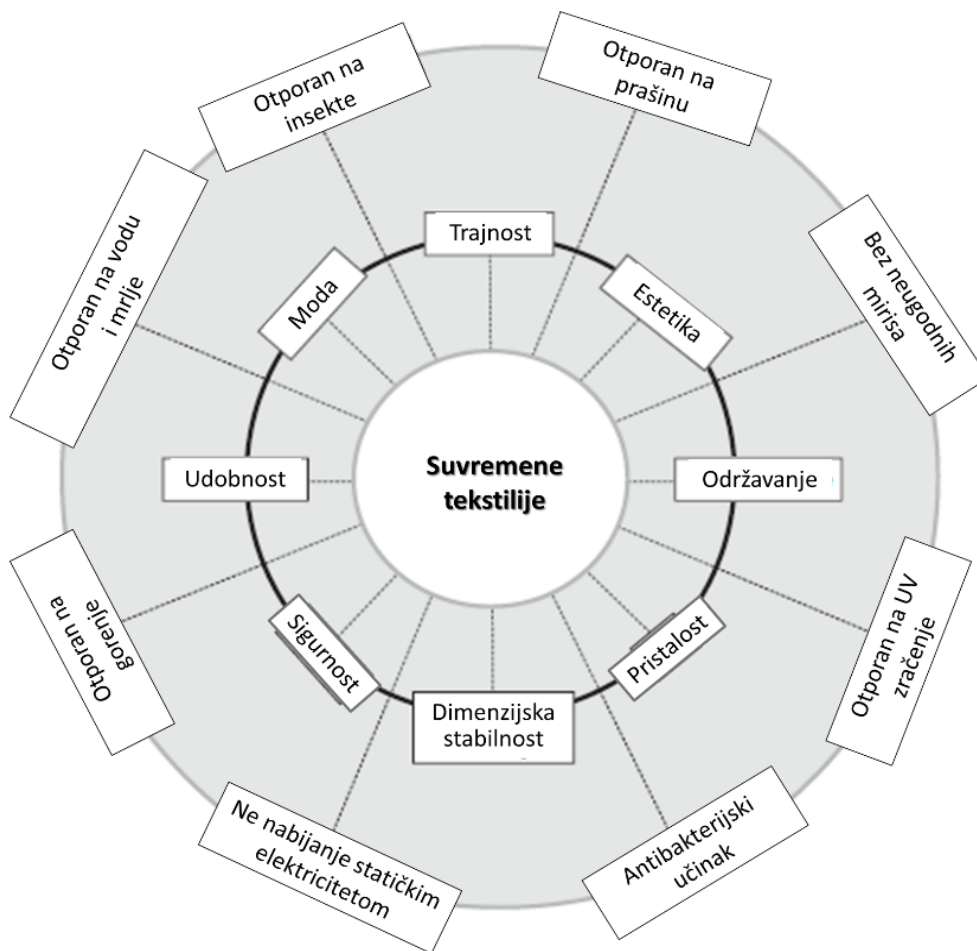 Otporan na
insekte
Otporan na
prašinu
Otporan na vodu
i mrlje
Bez neugodnih
mirisa
Trajnost
Moda
Estetika
Suvremene
tekstilije
Udobnost
Održavanje
Sigurnost
Pristalost
Dimenzijska
stabilnost
Otporan na
gorenje
Otporan na UV
zračenje
Ne nabijanje statičkim
elektricitetom
Antibakterijski
učinak